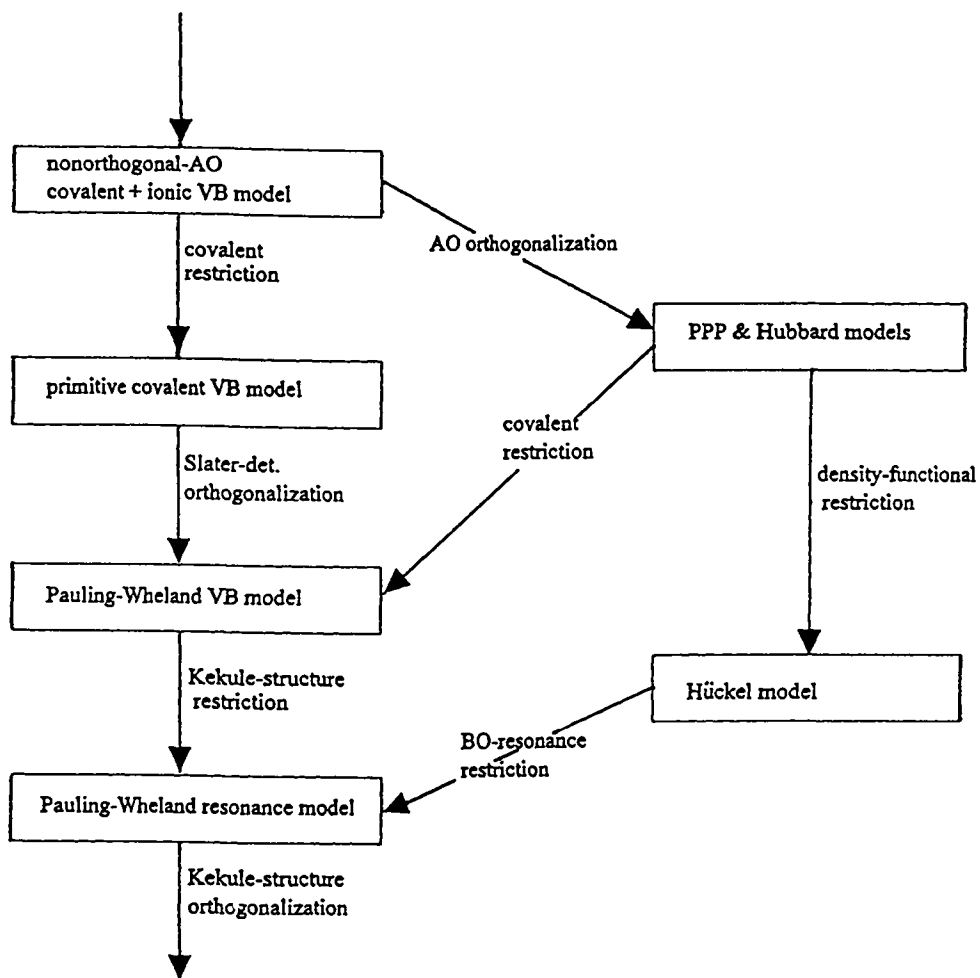 nonorthogonal-AO
covalent + ionic VB model
covalent
restriction
AO orthogonalization
PPP & Hubbard models
primitive covalent VB model
covalent
restriction
Slater-det.
orthogonalization
density-functional
restriction
Pauling-Wheland VB model
Kekule-structure
restriction
Hückel model
BO-resonance
restriction
Pauling-Wheland resonance model
Kekule-structure
orthogonalization